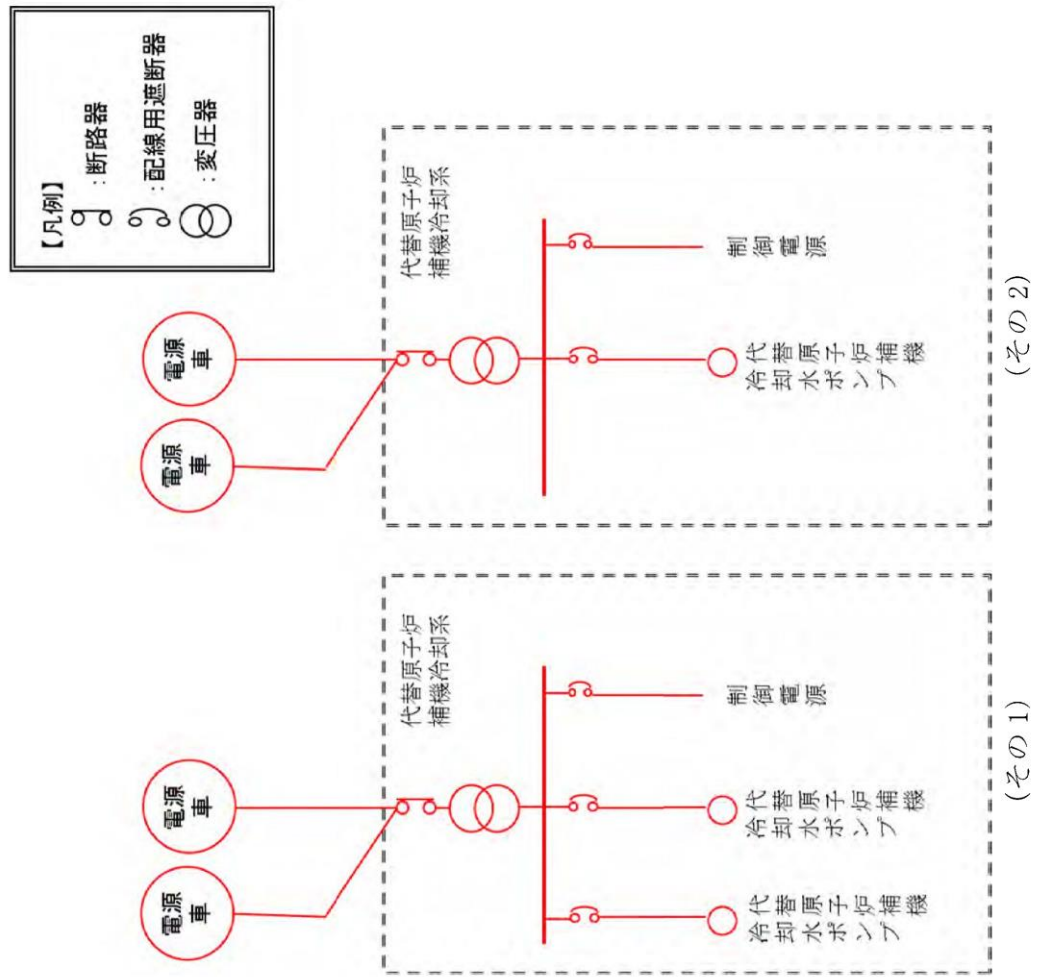 【凡例】
：断路器
：配線用遮断器
：変圧器
電源
車
電源
車
代替原子炉
補機冷却系
代替原子炉補機
冷却水ポンプ
代替原子炉補機
冷却水ポンプ
制御電源
(その1)
電源
車
電源
車
代替原子炉
補機冷却系
代替原子炉補機
冷却水ポンプ
制御電源
(その2)